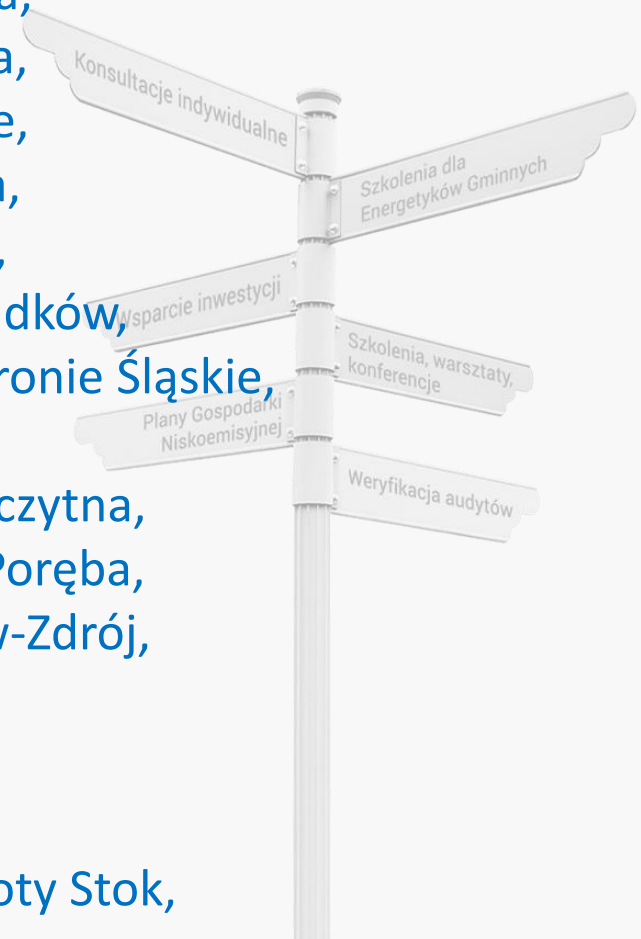 a,
a,
e,
,
,
dków,
ronie Śląskie,
czytna,
Poręba,
w-Zdrój,
oty Stok,
Konsultacje indywidualne
Szkolenia dla
Energetyków Gminnych
Wsparcie inwestycji
Szkolenia, warsztaty,
konferencje
Plany Gospodarki
Niskoemisyjnej
Weryfikacja audytów